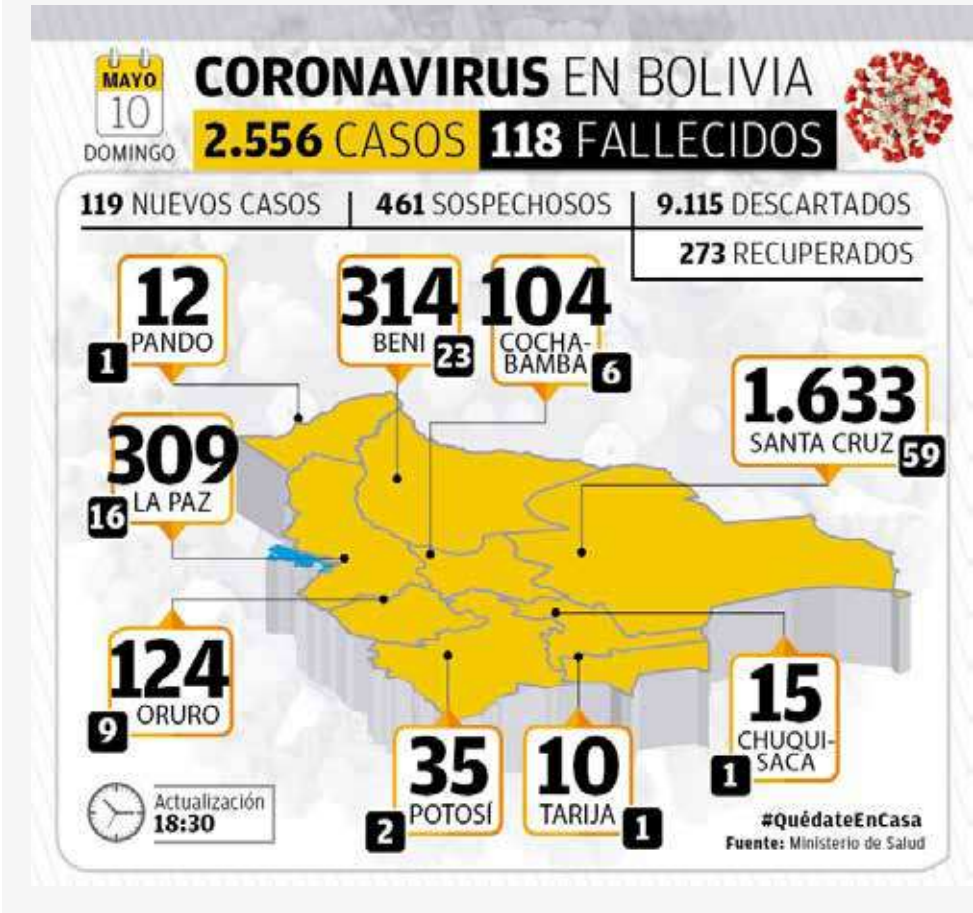 MAYO
10
DOMINGO
CORONAVIRUS EN BOLIVIA
2.556 CASOS 118 FALLECIDOS
119 NUEVOS CASOS 461 SOSPECHOSOS 9.115 DESCARTADOS
273 RECUPERADOS
12
PANDO
1
314
BENI
23
104
COCHA-
BAMBA
6
1.633
SANTA CRUZ
59
309
LA PAZ
16
124
ORURO
9
35
POTOSÍ
2
10
TARIJA
1
15
CHUQUI-
SACA
1
Actualización
18:30
#QuédateEnCasa
Fuente: Ministerio de Salud